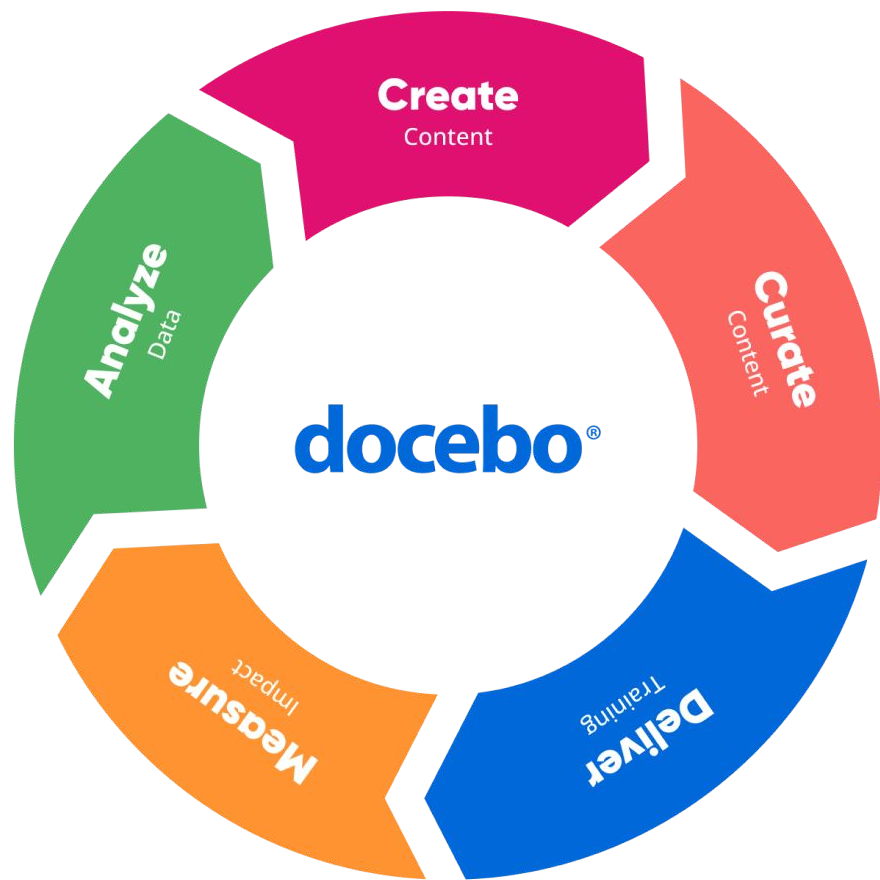 Create
Content
Curate
Content
Deliver
Training
Measure
Impact
Analyze
Data
docebo®